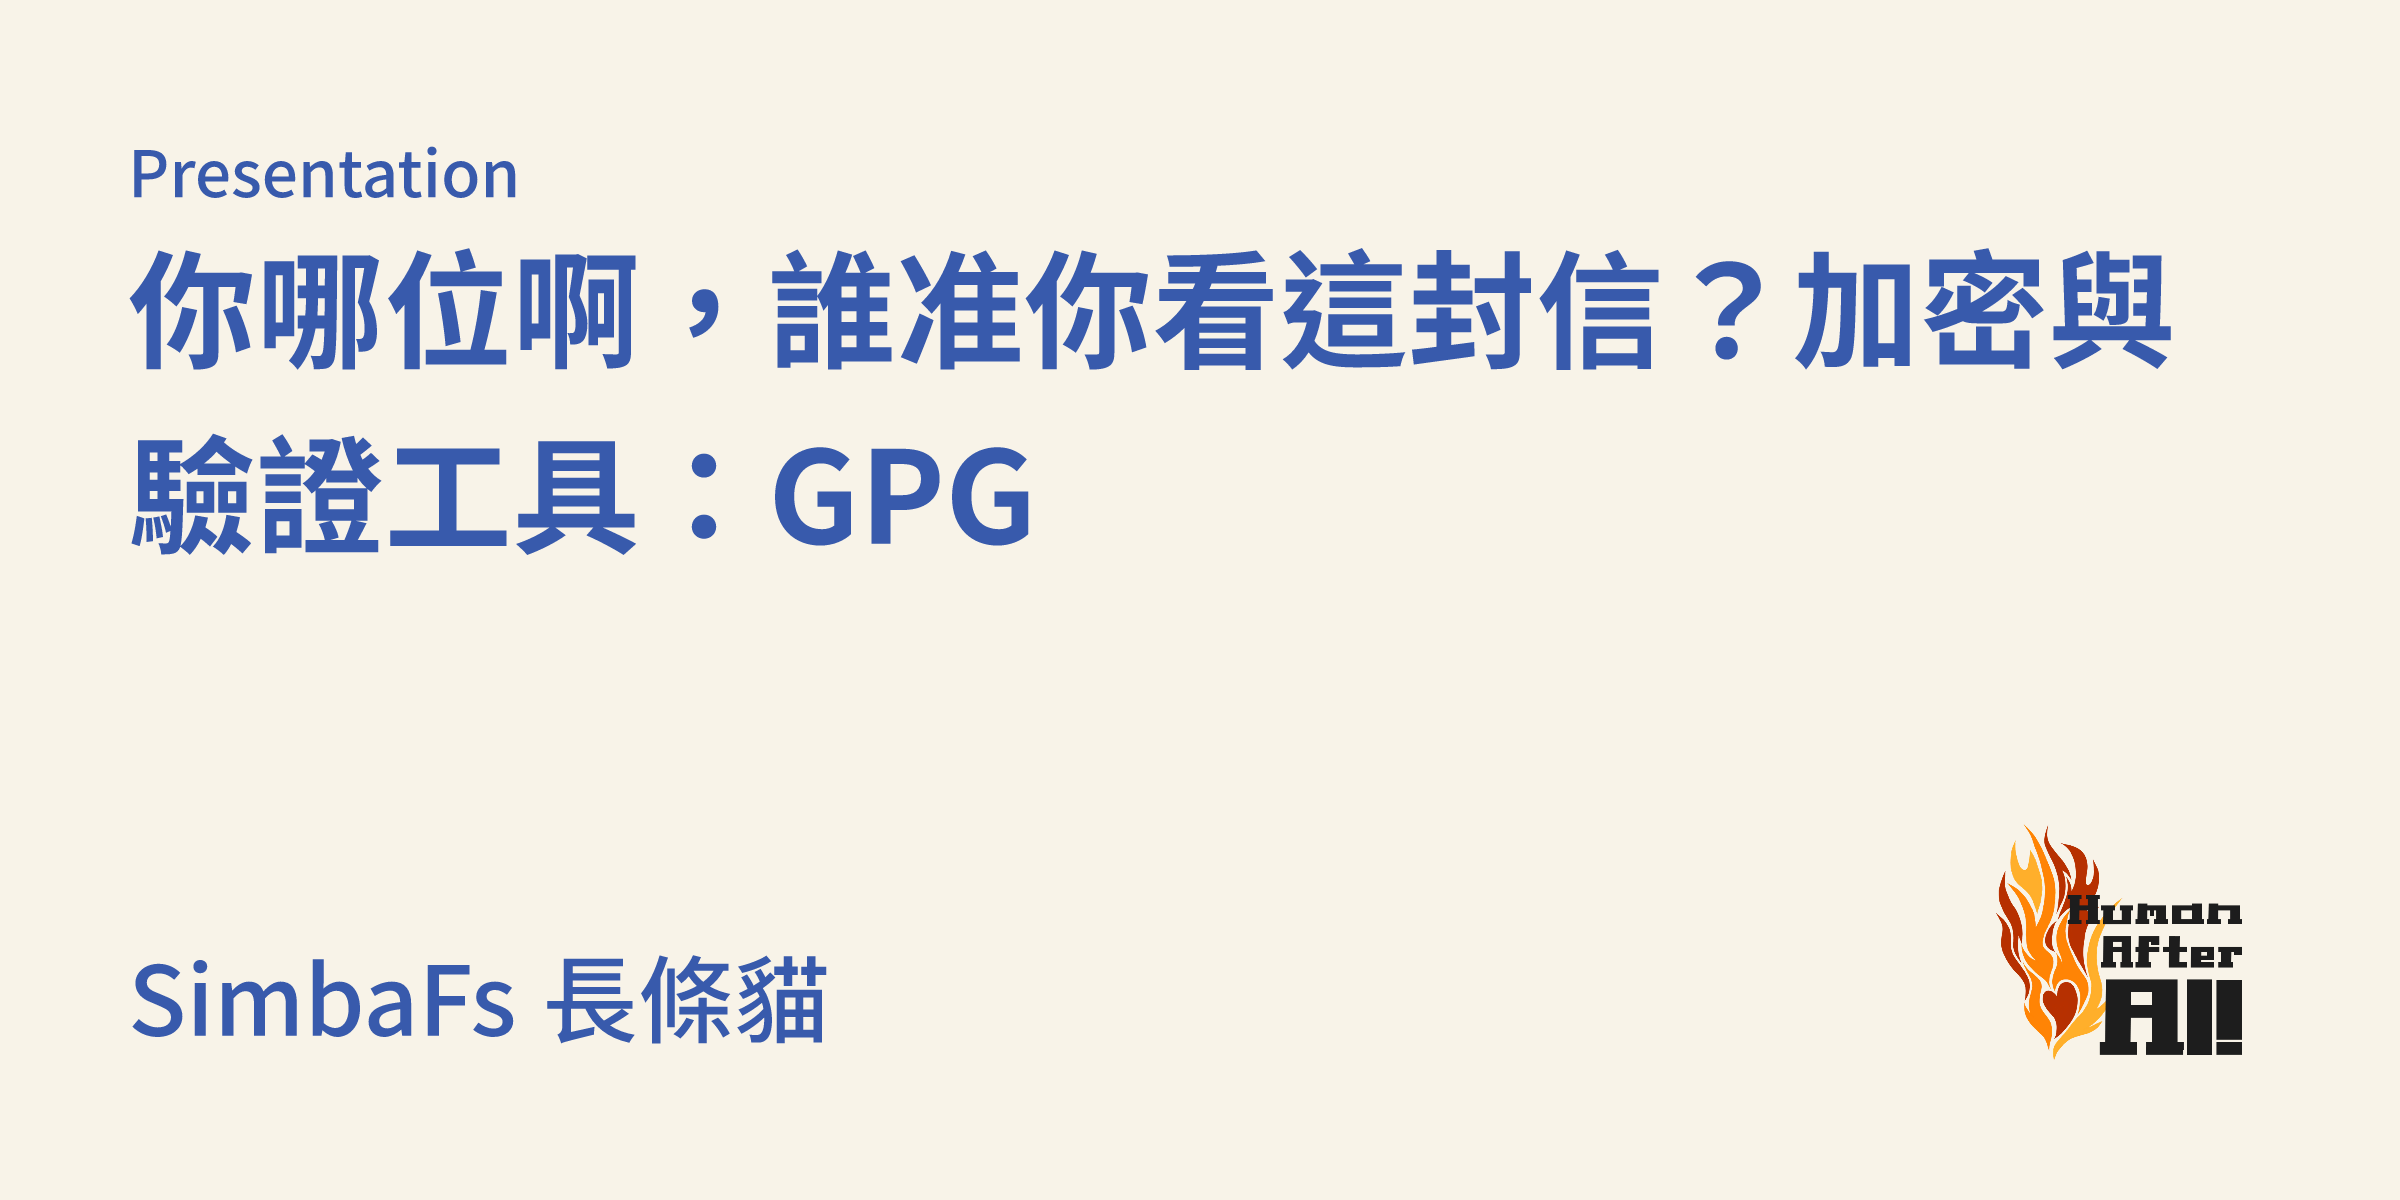 Presentation
你哪位啊，誰准你看這封信？加密與
驗證工具：GPG
SimbaFs 長條貓
Human
After
All!